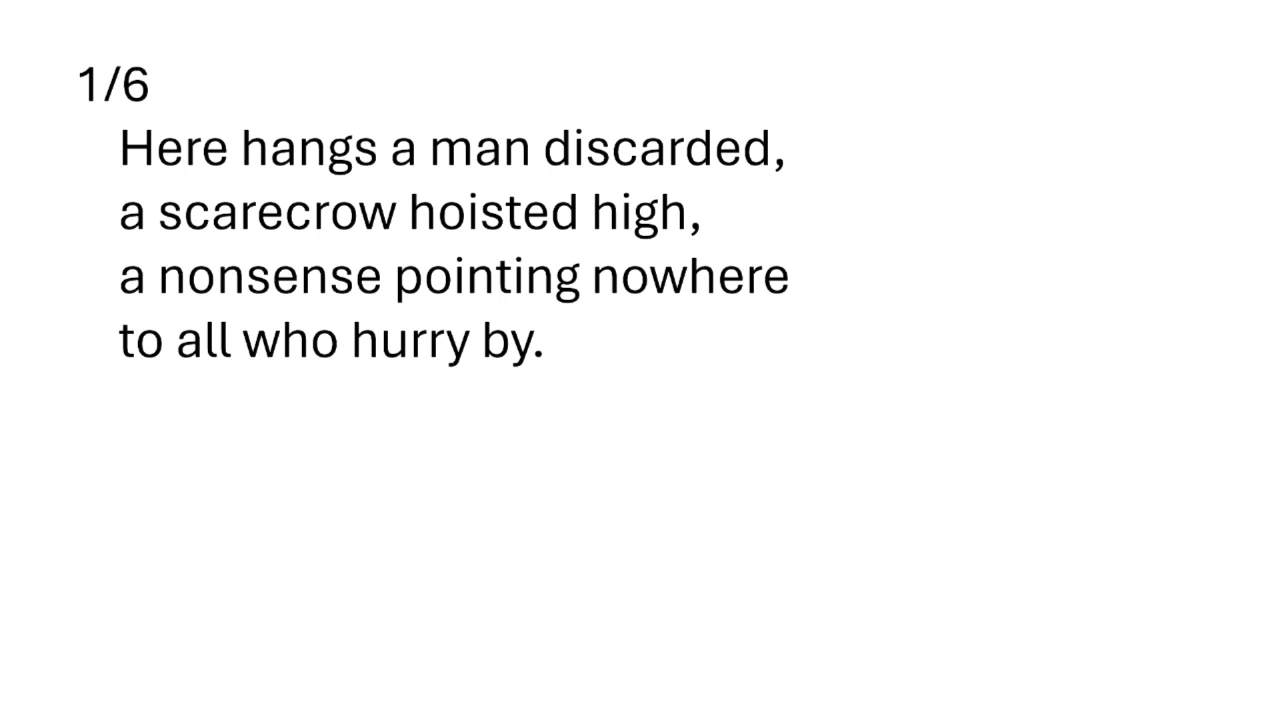 1/6
Here hangs a man discarded,
a scarecrow hoisted high,
a nonsense pointing nowhere
to all who hurry by.